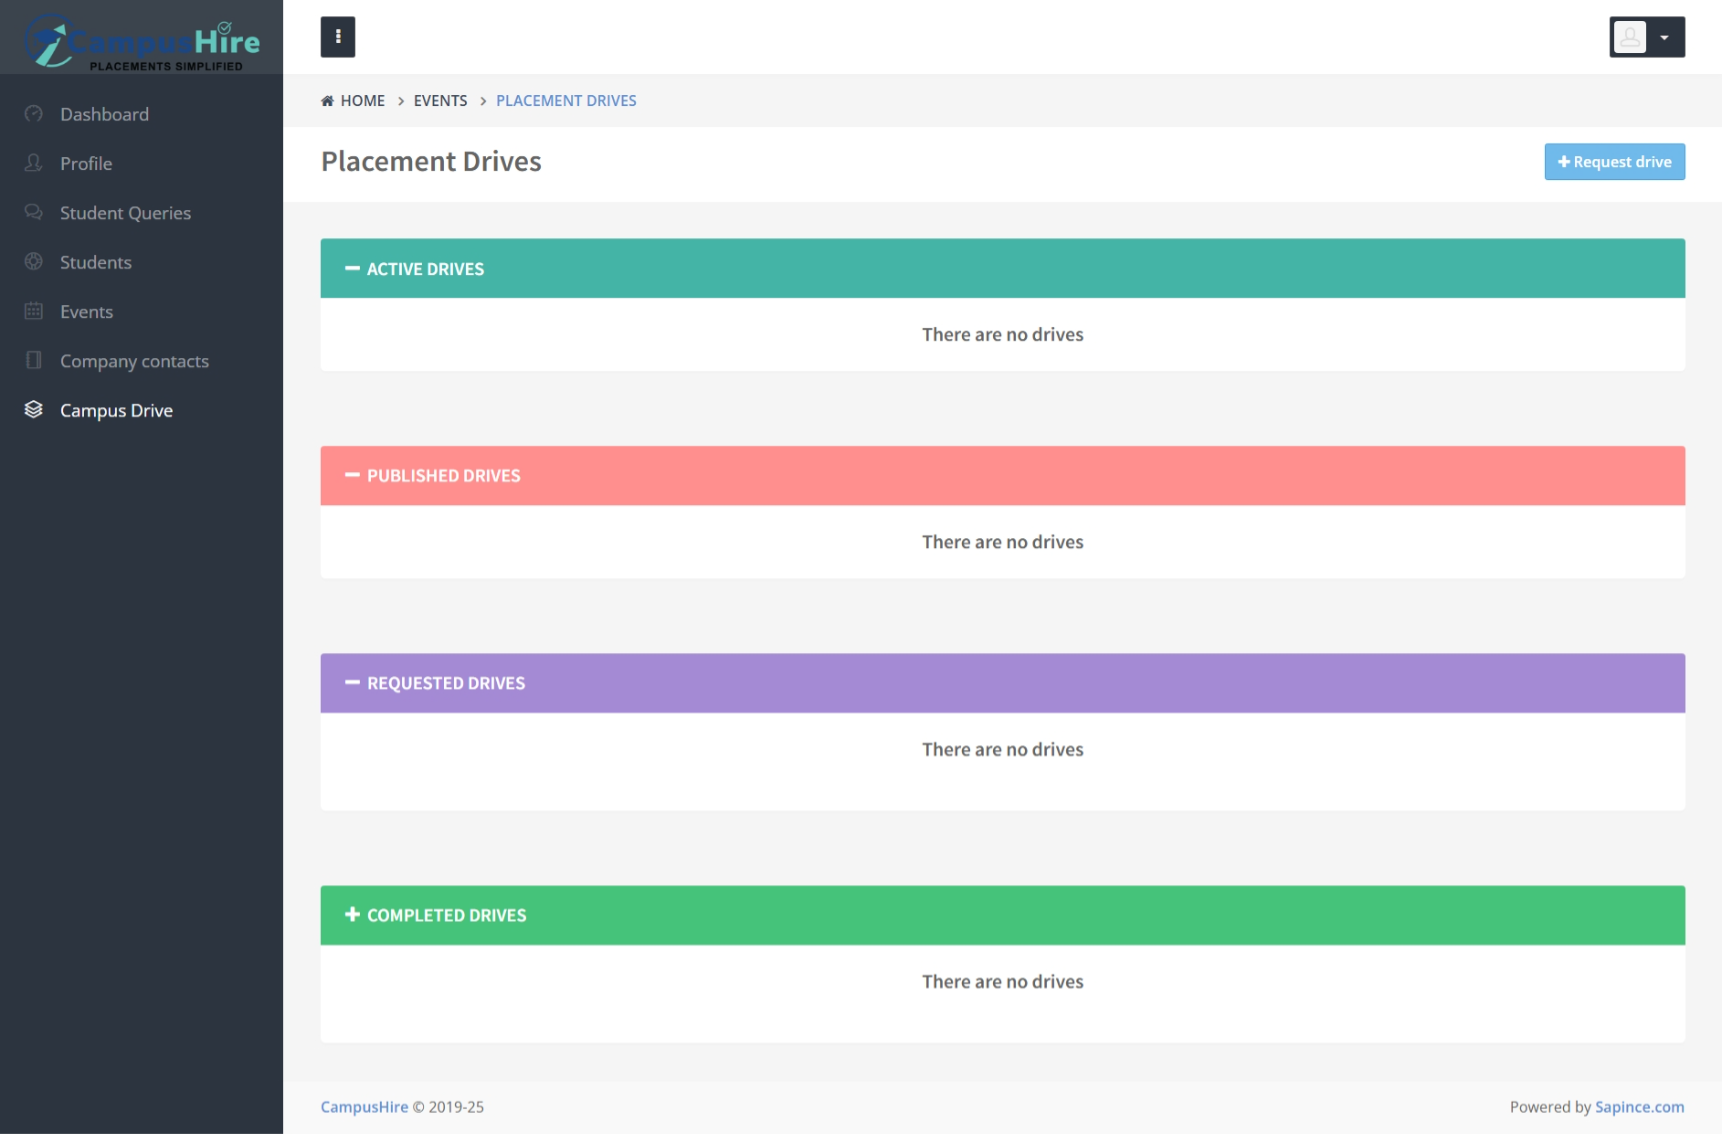 CampusHire
PLACEMENTS SIMPLIFIED
Dashboard
Profile
Student Queries
Students
Events
Company contacts
Campus Drive
HOME > EVENTS > PLACEMENT DRIVES
Placement Drives
+ Request drive
− ACTIVE DRIVES
There are no drives
− PUBLISHED DRIVES
There are no drives
− REQUESTED DRIVES
There are no drives
+ COMPLETED DRIVES
There are no drives
CampusHire © 2019-25
Powered by Sapince.com